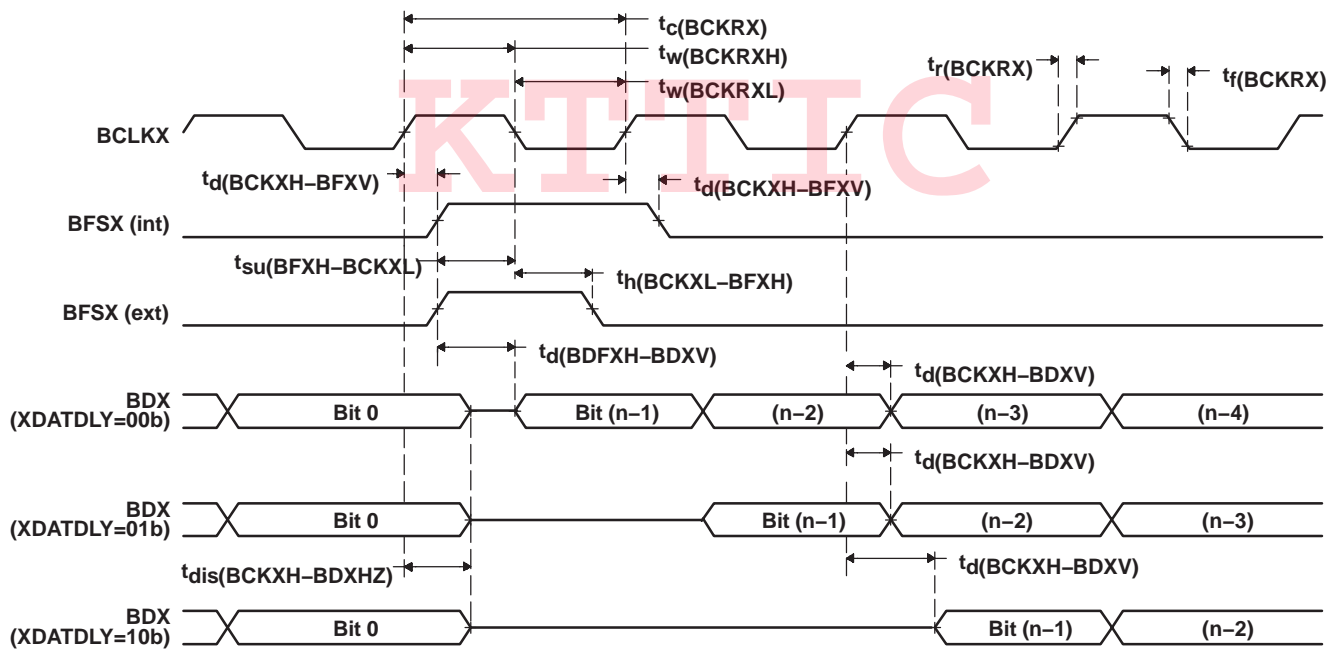 tc(BCKRX)
tw(BCKRXH)
tr(BCKRX)
tf(BCKRX)
tw(BCKRXL)
KTTIC
BCLKX
td(BCKXH–BFXV)
td(BCKXH–BFXV)
BFSX (int)
tsu(BFXH–BCKXL)
th(BCKXL–BFXH)
BFSX (ext)
td(BDFXH–BDXV)
td(BCKXH–BDXV)
BDX
(XDATDLY=00b)
Bit 0
Bit (n–1)
(n–2)
(n–3)
(n–4)
td(BCKXH–BDXV)
BDX
(XDATDLY=01b)
Bit 0
Bit (n–1)
(n–2)
(n–3)
tdis(BCKXH–BDXHZ)
td(BCKXH–BDXV)
BDX
(XDATDLY=10b)
Bit 0
Bit (n–1)
(n–2)